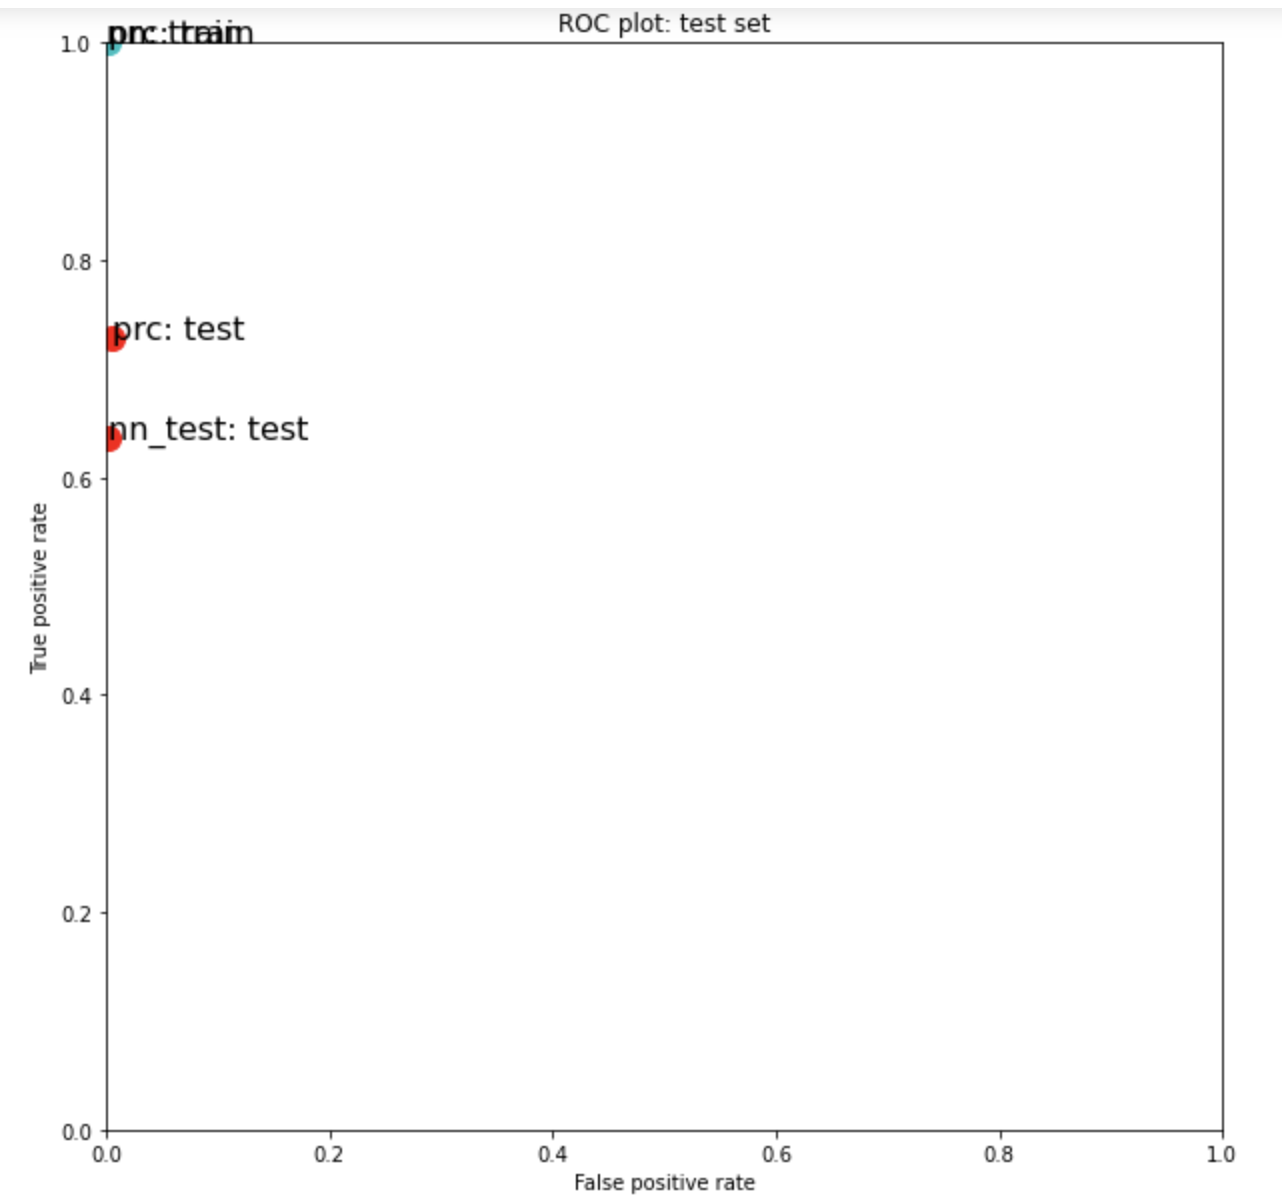 ROC plot: test set
prc: train
1.0
0.8
prc: test
nn_test: test
0.6
True positive rate
0.4
0.2
0.0
0.0 0.2 0.4 0.6 0.8 1.0
False positive rate